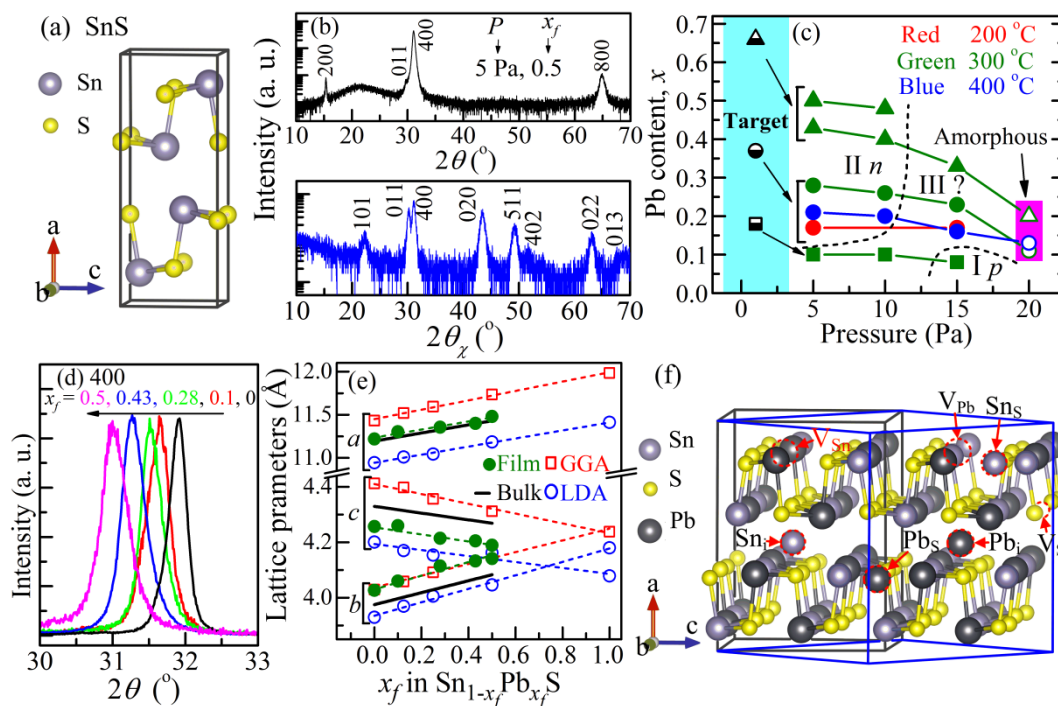 (a) SnS
Sn
S
a
b
c
(b)
200
011
400
P
x_f
5 Pa, 0.5
800
10 20 30 40 50 60 70
2θ (°)
Intensity (a. u.)
101
011
400
020
511
402
022
013
10 20 30 40 50 60 70
2θ_χ (°)
(c)
Red 200 °C
Green 300 °C
Blue 400 °C
Target
II n
III ?
I p
Amorphous
Pb content, x
0.7
0.6
0.5
0.4
0.3
0.2
0.1
0.0
0 5 10 15 20
Pressure (Pa)
(d) 400
x_f = 0.5, 0.43, 0.28, 0.1, 0
Intensity (a. u.)
30 31 32 33
2θ (°)
(e)
Lattice prameters (Å)
12.0
11.5
11.0
4.4
4.2
4.0
a
c
b
Film
GGA
Bulk
LDA
0.0 0.2 0.4 0.6 0.8 1.0
x_f in Sn_{1-x_f}Pb_{x_f}S
(f)
Sn
S
Pb
V_Sn
V_Pb
Sn_S
Sn_i
Pb_S
Pb_i
a
b
c